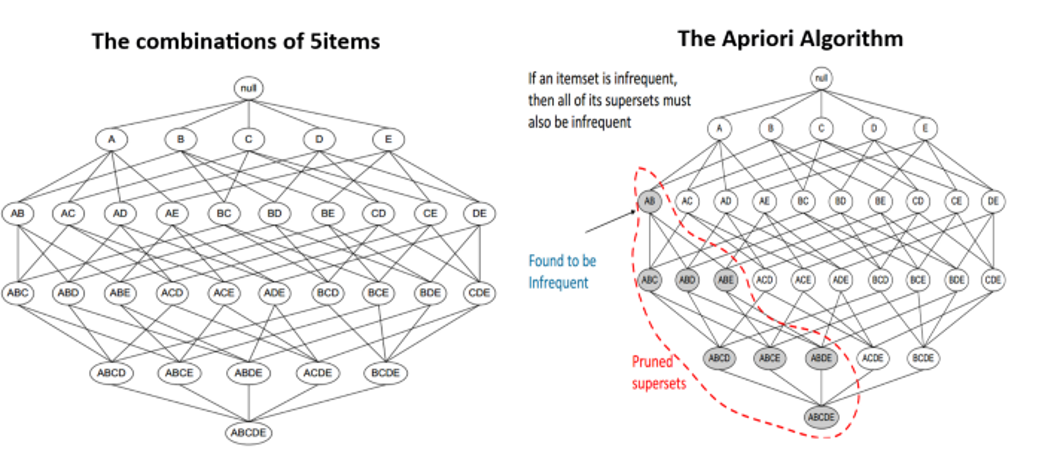 The combinations of 5items
null
A B C D E
AB AC AD AE BC BD BE CD CE DE
ABC ABD ABE ACD ACE ADE BCD BCE BDE CDE
ABCD ABCE ABDE ACDE BCDE
ABCDE
The Apriori Algorithm
If an itemset is infrequent,
then all of its supersets must
also be infrequent
null
A B C D E
AB AC AD AE BC BD BE CD CE DE
Found to be
Infrequent
ABC ABD ABE ACD ACE ADE BCD BCE BDE CDE
Pruned
supersets
ABCD ABCE ABDE ACDE BCDE
ABCDE